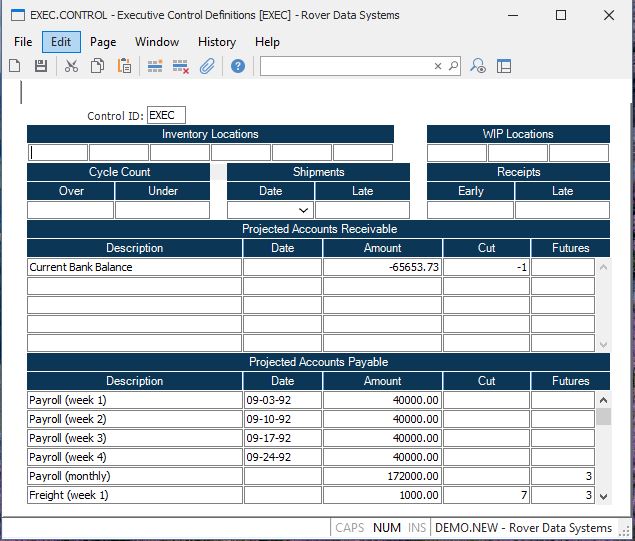 EXEC.CONTROL - Executive Control Definitions [EXEC] - Rover Data Systems
File Edit Page Window History Help
Control ID: EXEC
Inventory Locations WIP Locations
Cycle Count Shipments Receipts
Over Under Date Late Early Late
Projected Accounts Receivable
Description Date Amount Cut Futures
Current Bank Balance -65653.73 -1
Projected Accounts Payable
Description Date Amount Cut Futures
Payroll (week 1) 09-03-92 40000.00
Payroll (week 2) 09-10-92 40000.00
Payroll (week 3) 09-17-92 40000.00
Payroll (week 4) 09-24-92 40000.00
Payroll (monthly) 172000.00 3
Freight (week 1) 1000.00 7 3
CAPS NUM INS DEMO.NEW - Rover Data Systems